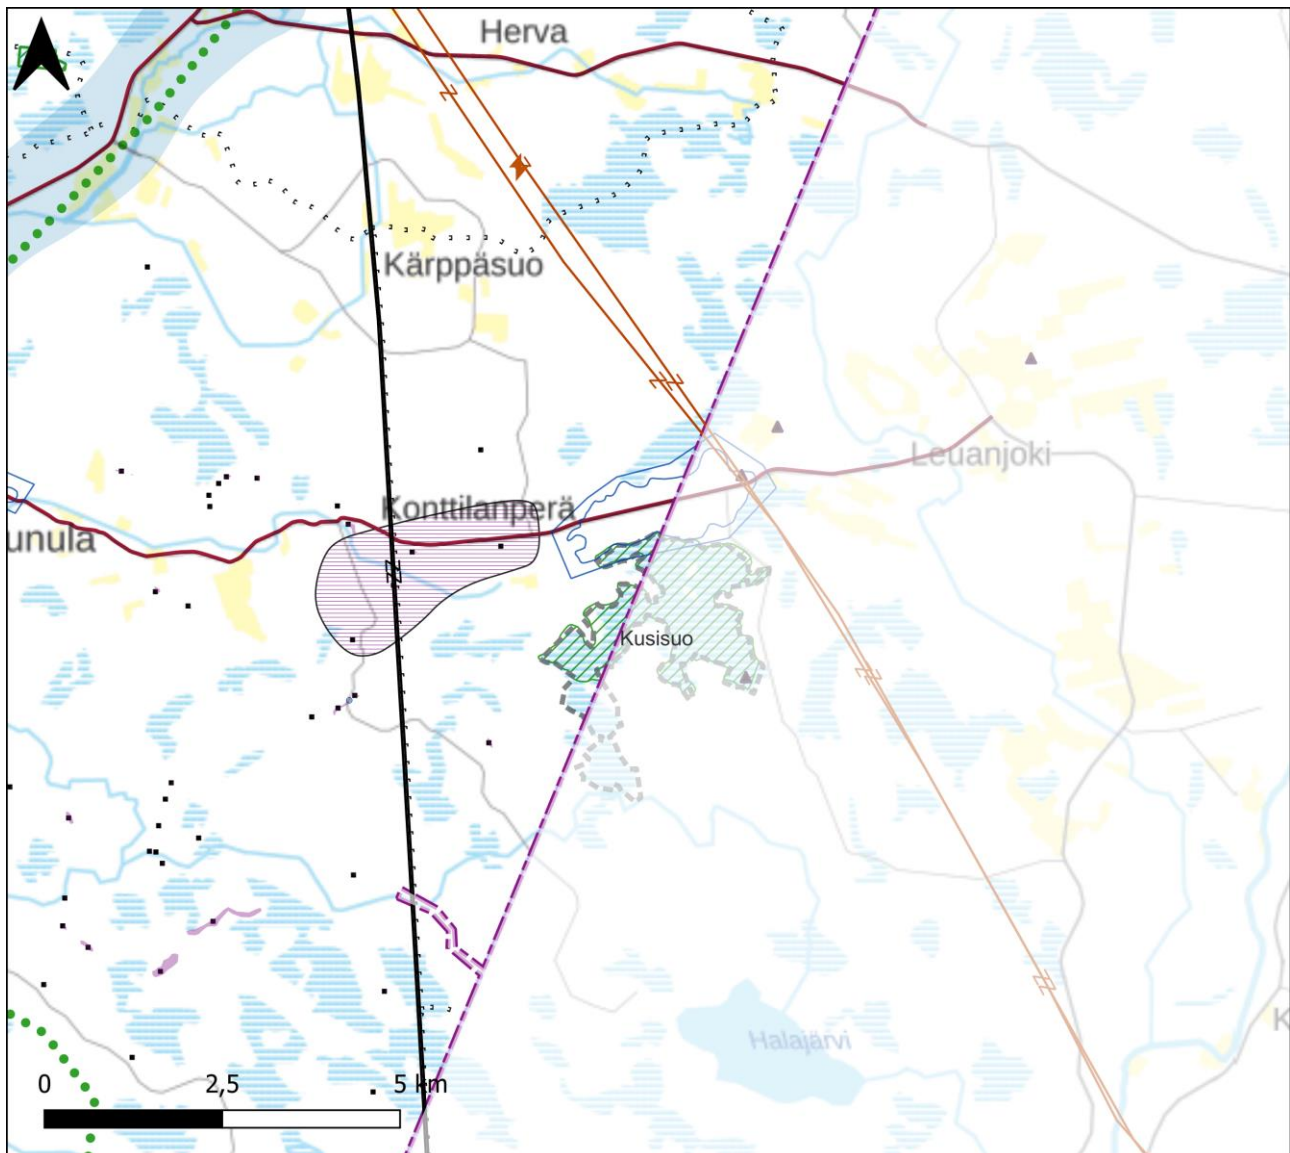 Herva
Kärppäsuo
Leuanjoki
Konttilanperä
unula
Kusisuo
Halajärvi
K
0 2,5 5 km